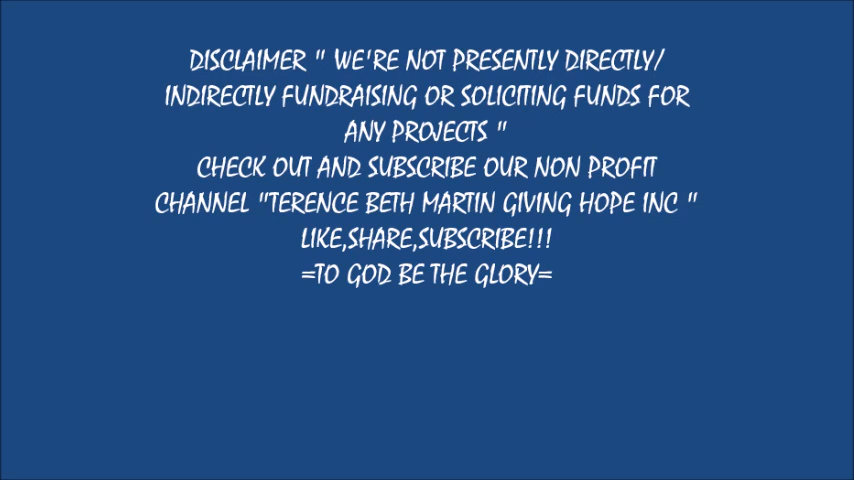 DISCLAIMER " WE'RE NOT PRESENTLY DIRECTLY/
INDIRECTLY FUNDRAISING OR SOLICITING FUNDS FOR
ANY PROJECTS "
CHECK OUT AND SUBSCRIBE OUR NON PROFIT
CHANNEL "TERENCE BETH MARTIN GIVING HOPE INC "
LIKE,SHARE,SUBSCRIBE!!!
=TO GOD BE THE GLORY=